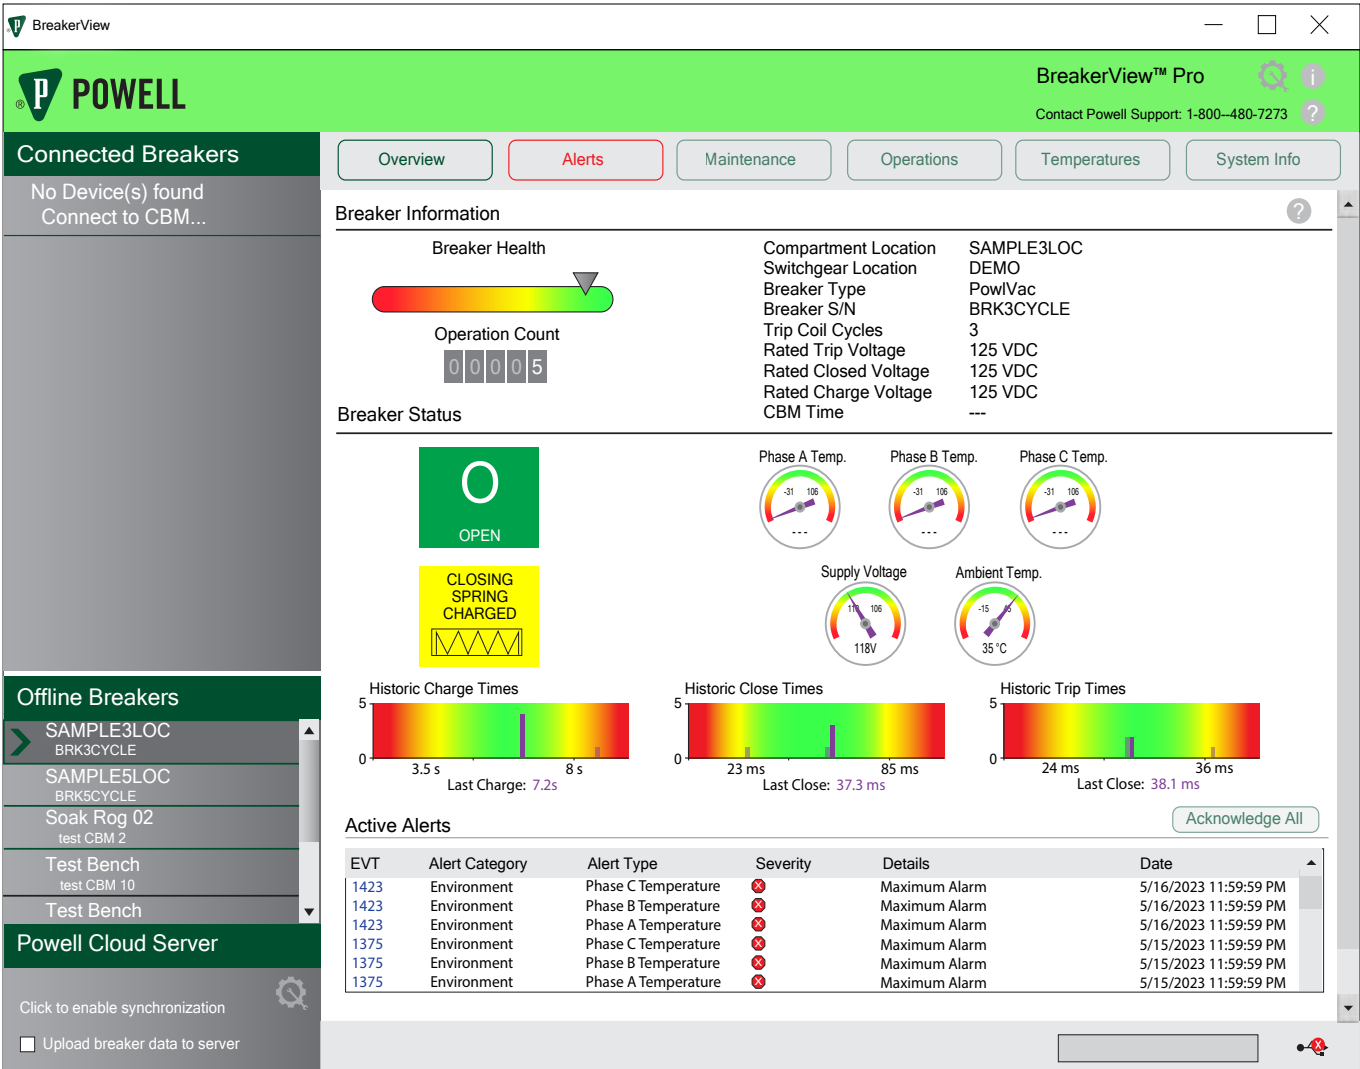 BreakerView
POWELL
BreakerView™ Pro
Contact Powell Support: 1-800--480-7273
Connected Breakers
No Device(s) found
Connect to CBM...
Overview
Alerts
Maintenance
Operations
Temperatures
System Info
Breaker Information
Breaker Health
Operation Count
0 0 0 0 5
Compartment Location SAMPLE3LOC
Switchgear Location DEMO
Breaker Type PowlVac
Breaker S/N BRK3CYCLE
Trip Coil Cycles 3
Rated Trip Voltage 125 VDC
Rated Closed Voltage 125 VDC
Rated Charge Voltage 125 VDC
CBM Time ---
Breaker Status
O
OPEN
CLOSING
SPRING
CHARGED
Phase A Temp.
-31 106
---
Phase B Temp.
-31 106
---
Phase C Temp.
-31 106
---
Supply Voltage
106
118V
Ambient Temp.
-15
35 °C
Historic Charge Times
5
0
3.5 s 8 s
Last Charge: 7.2s
Historic Close Times
5
0
23 ms 85 ms
Last Close: 37.3 ms
Historic Trip Times
5
0
24 ms 36 ms
Last Close: 38.1 ms
Active Alerts
Acknowledge All
EVT Alert Category Alert Type Severity Details Date
1423 Environment Phase C Temperature X Maximum Alarm 5/16/2023 11:59:59 PM
1423 Environment Phase B Temperature X Maximum Alarm 5/16/2023 11:59:59 PM
1423 Environment Phase A Temperature X Maximum Alarm 5/16/2023 11:59:59 PM
1375 Environment Phase C Temperature X Maximum Alarm 5/15/2023 11:59:59 PM
1375 Environment Phase B Temperature X Maximum Alarm 5/15/2023 11:59:59 PM
1375 Environment Phase A Temperature X Maximum Alarm 5/15/2023 11:59:59 PM
Offline Breakers
SAMPLE3LOC
BRK3CYCLE
SAMPLE5LOC
BRK5CYCLE
Soak Rog 02
test CBM 2
Test Bench
test CBM 10
Test Bench
Powell Cloud Server
Click to enable synchronization
Upload breaker data to server